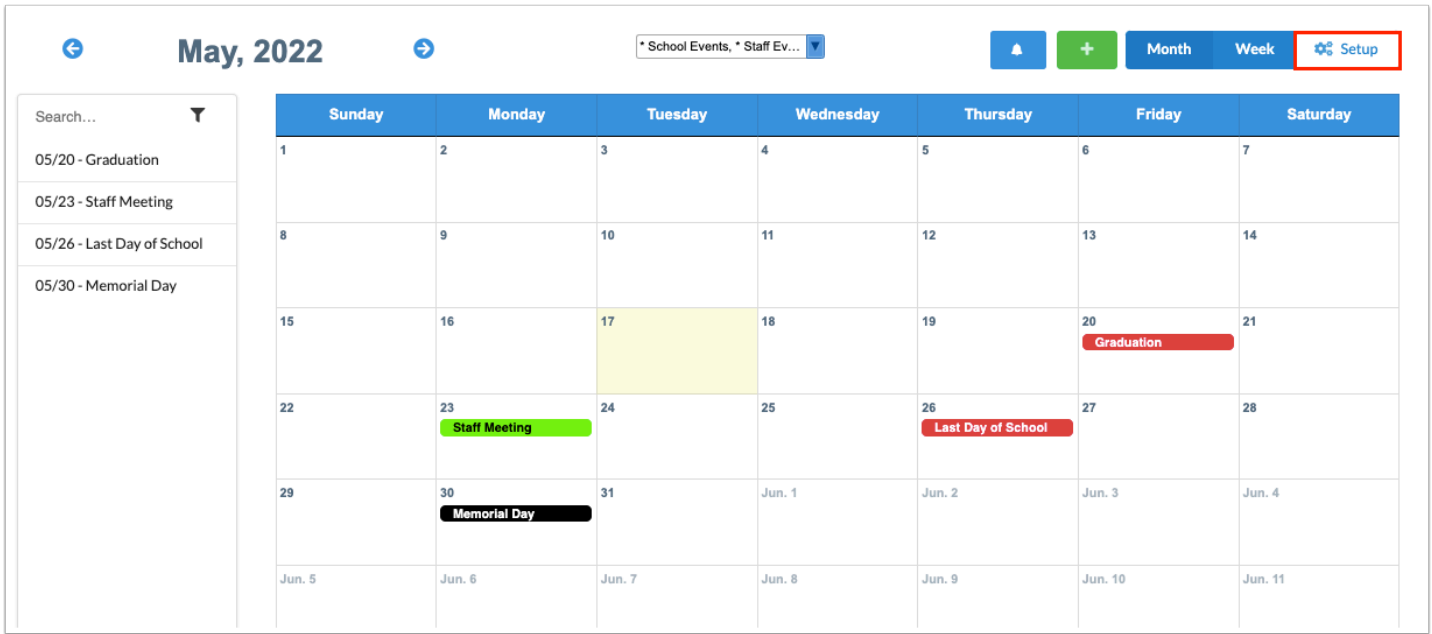 May, 2022
* School Events, * Staff Ev...
+
Month Week Setup
Search...
05/20 - Graduation
05/23 - Staff Meeting
05/26 - Last Day of School
05/30 - Memorial Day
Sunday Monday Tuesday Wednesday Thursday Friday Saturday
1 2 3 4 5 6 7
8 9 10 11 12 13 14
15 16 17 18 19 20 21
Graduation
22 23 24 25 26 27 28
Staff Meeting Last Day of School
29 30 31 Jun. 1 Jun. 2 Jun. 3 Jun. 4
Memorial Day
Jun. 5 Jun. 6 Jun. 7 Jun. 8 Jun. 9 Jun. 10 Jun. 11